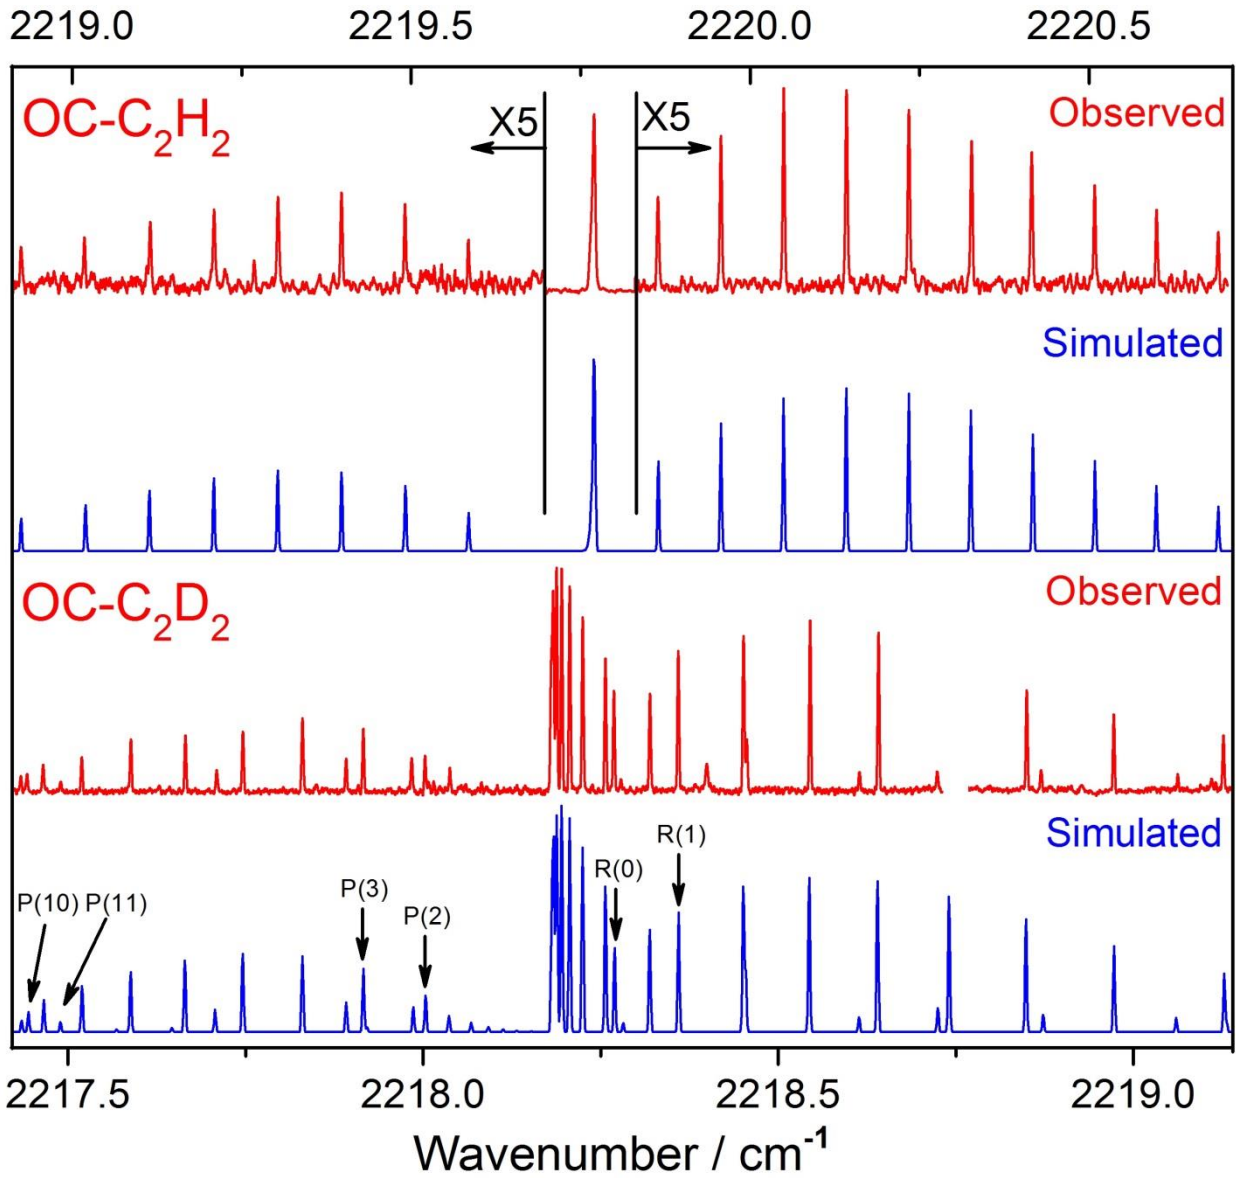 2219.0 2219.5 2220.0 2220.5
OC-C₂H₂ X5 X5 Observed
Simulated
OC-C₂D₂ Observed
Simulated
R(1)
R(0)
P(3)
P(10) P(11) P(2)
2217.5 2218.0 2218.5 2219.0
Wavenumber / cm⁻¹